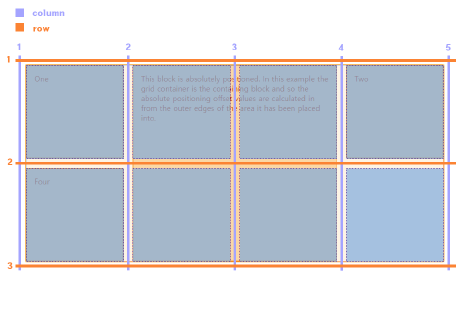 column
row
1 2 3 4 5
1
One
This block is absolutely positioned. In this example the
grid container is the containing block and so the
absolute positioning offset values are calculated in
from the outer edges of the area it has been placed
into.
Two
2
Four
3